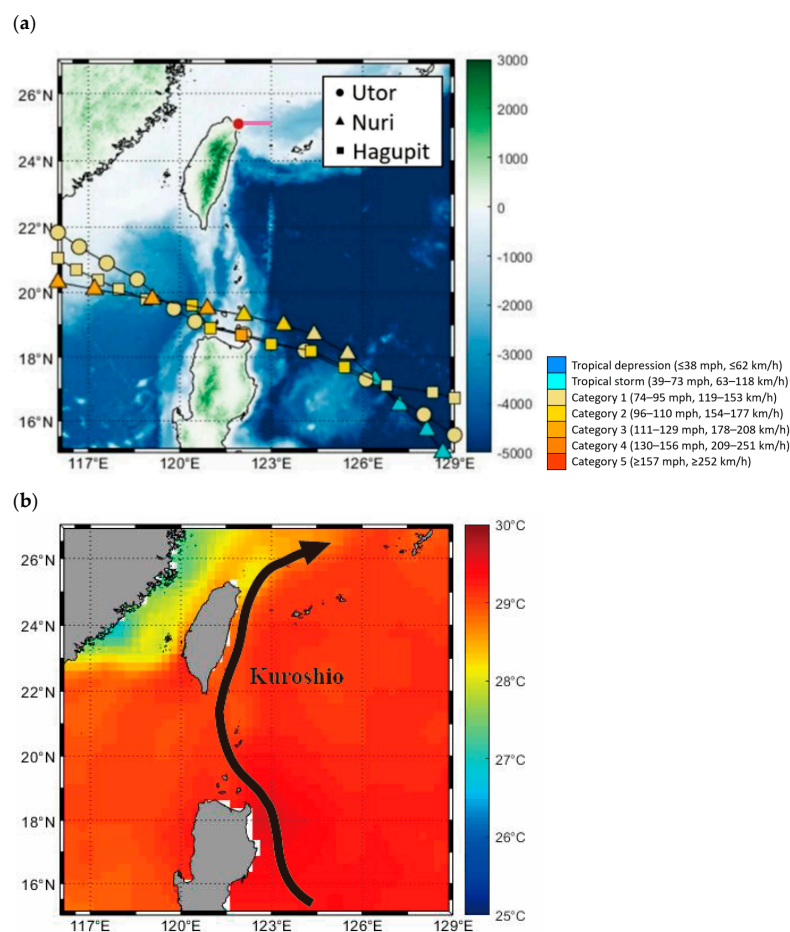 (a)
26°N
24°N
22°N
20°N
18°N
16°N
117°E
120°E
123°E
126°E
129°E
Utor
Nuri
Hagupit
3000
2000
1000
0
-1000
-2000
-3000
-4000
-5000
Tropical depression (≤38 mph, ≤62 km/h)
Tropical storm (39–73 mph, 63–118 km/h)
Category 1 (74–95 mph, 119–153 km/h)
Category 2 (96–110 mph, 154–177 km/h)
Category 3 (111–129 mph, 178–208 km/h)
Category 4 (130–156 mph, 209–251 km/h)
Category 5 (≥157 mph, ≥252 km/h)
(b)
26°N
24°N
22°N
20°N
18°N
16°N
117°E
120°E
123°E
126°E
129°E
Kuroshio
30°C
29°C
28°C
27°C
26°C
25°C